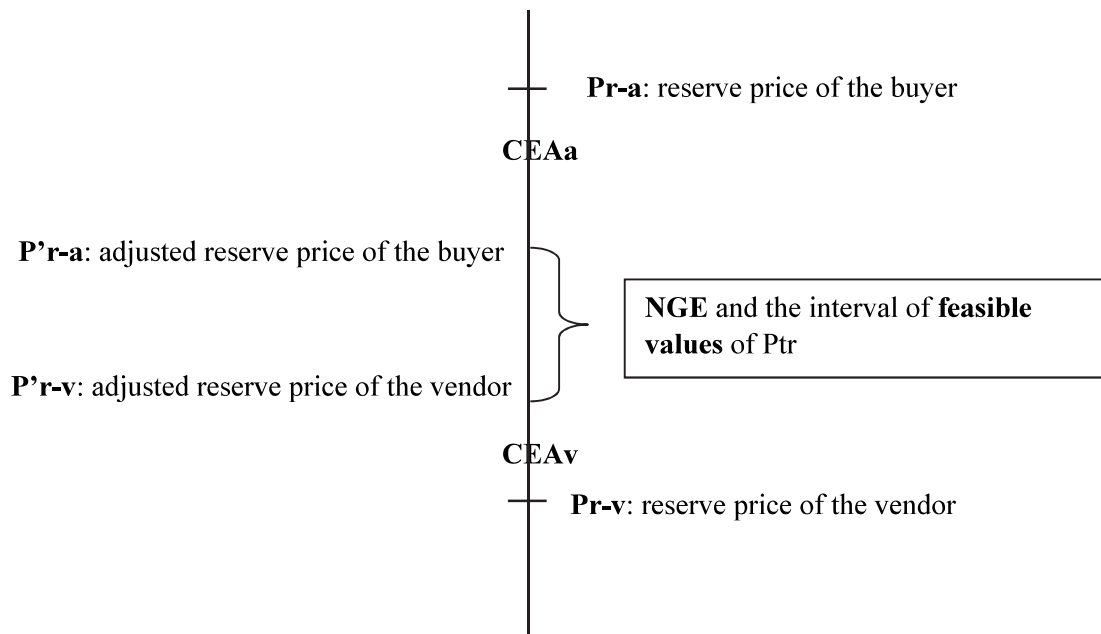 Pr-a: reserve price of the buyer
CEAa
P’r-a: adjusted reserve price of the buyer
NGE and the interval of feasible
values of Ptr
P’r-v: adjusted reserve price of the vendor
CEAv
Pr-v: reserve price of the vendor